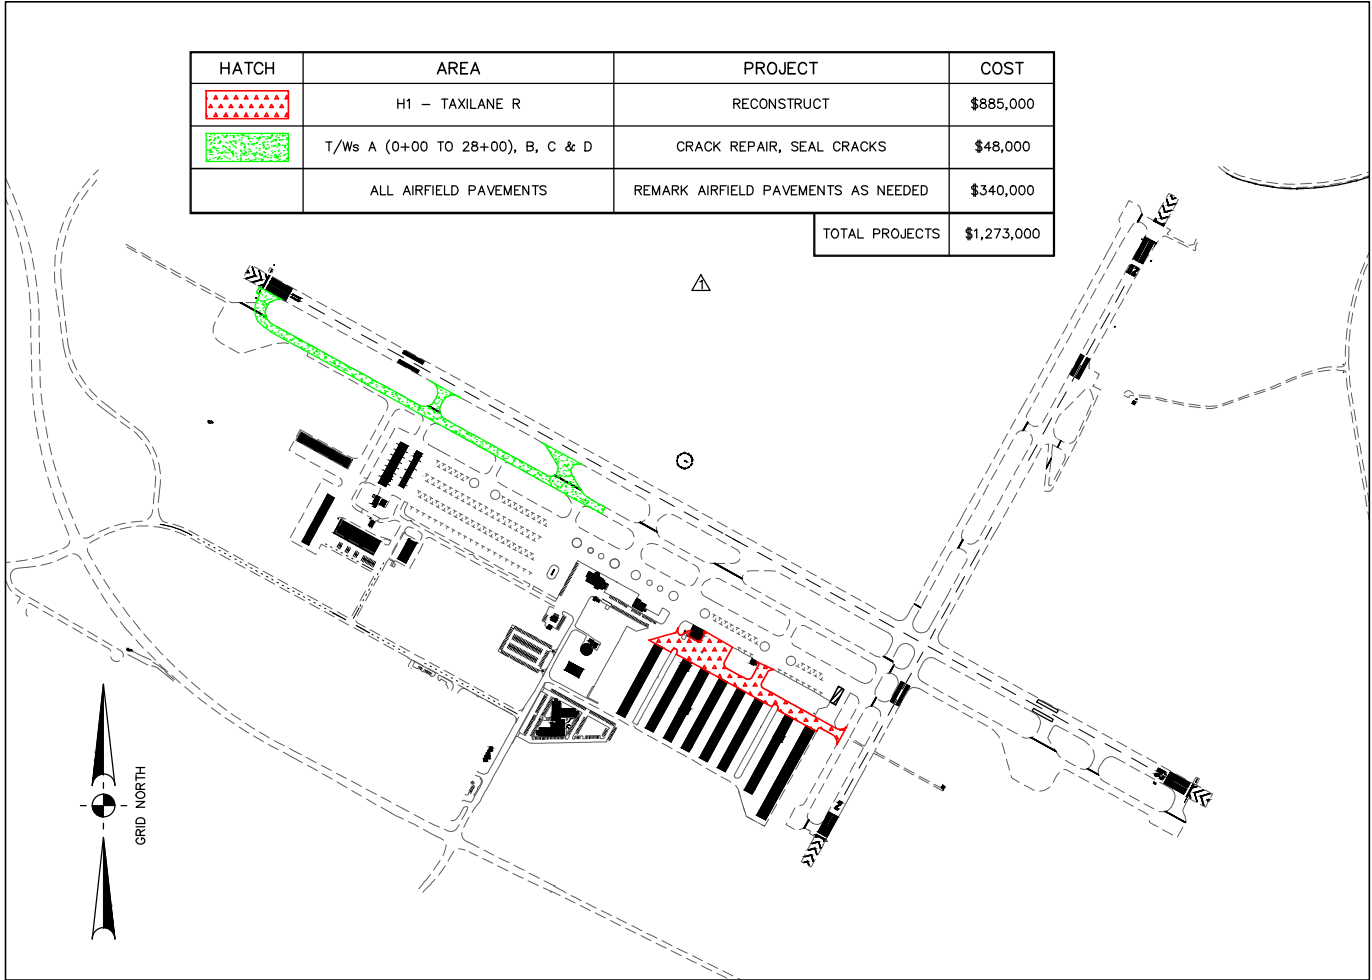 HATCH AREA PROJECT COST
H1 – TAXILANE R RECONSTRUCT $885,000
T/Ws A (0+00 TO 28+00), B, C & D CRACK REPAIR, SEAL CRACKS $48,000
ALL AIRFIELD PAVEMENTS REMARK AIRFIELD PAVEMENTS AS NEEDED $340,000
TOTAL PROJECTS $1,273,000
1
GRID NORTH